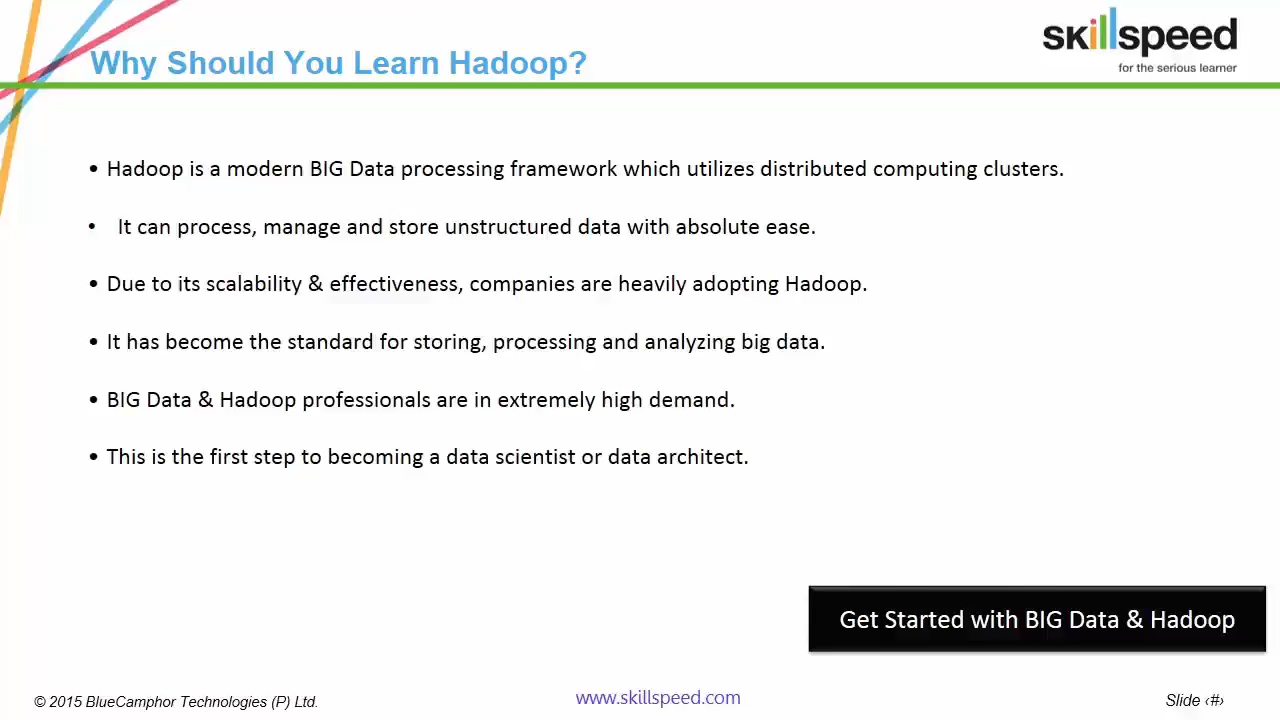 Why Should You Learn Hadoop?
skillspeed
for the serious learner
• Hadoop is a modern BIG Data processing framework which utilizes distributed computing clusters.
• It can process, manage and store unstructured data with absolute ease.
• Due to its scalability & effectiveness, companies are heavily adopting Hadoop.
• It has become the standard for storing, processing and analyzing big data.
• BIG Data & Hadoop professionals are in extremely high demand.
• This is the first step to becoming a data scientist or data architect.
Get Started with BIG Data & Hadoop
© 2015 BlueCamphor Technologies (P) Ltd.
www.skillspeed.com
Slide ‹#›